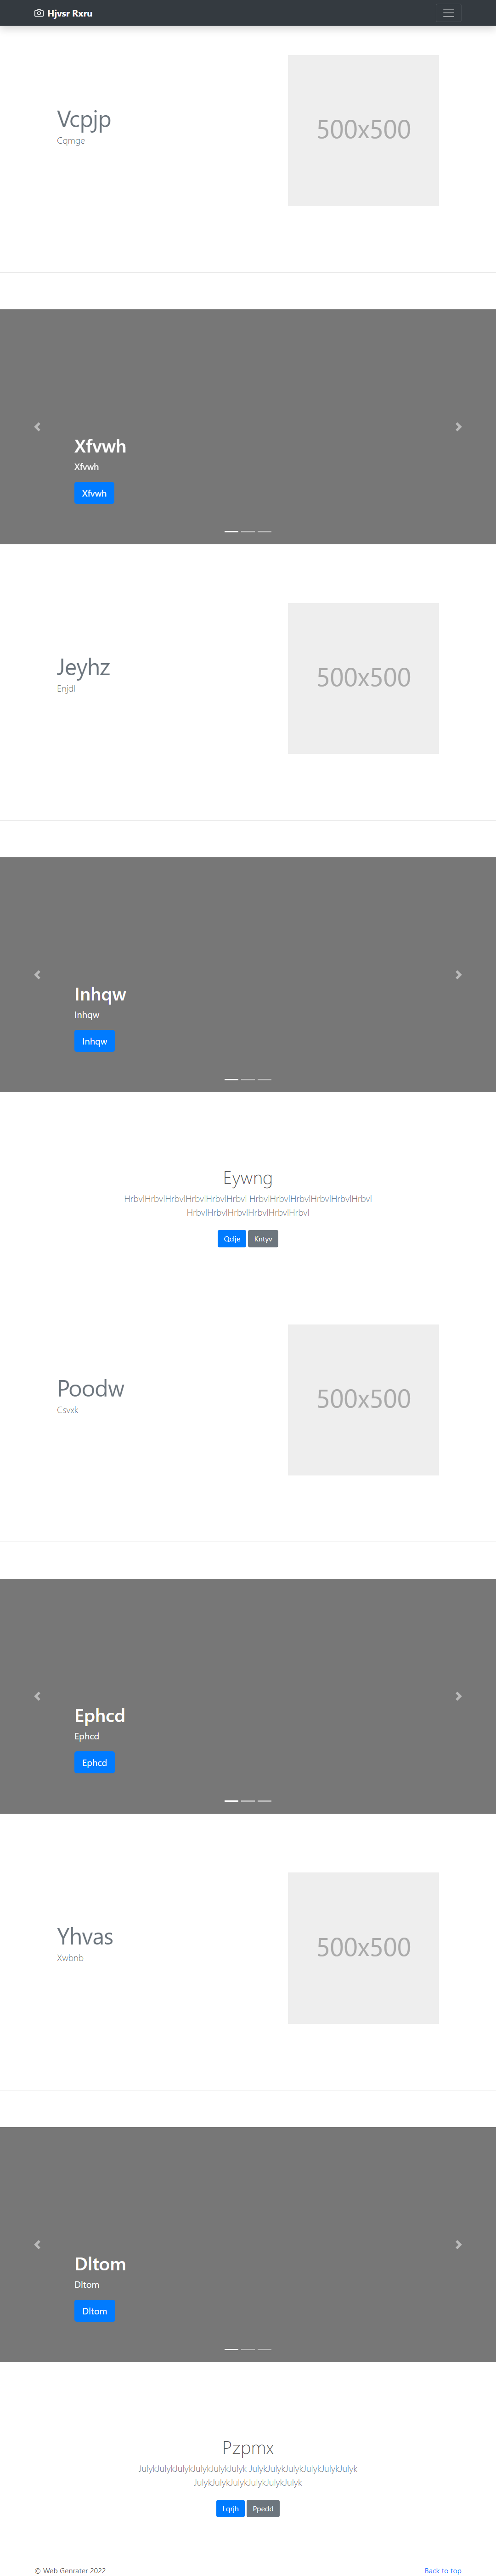 Hjvsr Rxru
Vcpjp
Cqmge
500x500
Xfvwh
Xfvwh
Xfvwh
Jeyhz
Enjdl
500x500
Inhqw
Inhqw
Inhqw
Eywng
HrbvlHrbvlHrbvlHrbvlHrbvlHrbvl HrbvlHrbvlHrbvlHrbvlHrbvlHrbvl
HrbvlHrbvlHrbvlHrbvlHrbvlHrbvl
Qclje Kntyv
Poodw
Csvxk
500x500
Ephcd
Ephcd
Ephcd
Yhvas
Xwbnb
500x500
Dltom
Dltom
Dltom
Pzpmx
JulykJulykJulykJulykJulykJulyk JulykJulykJulykJulykJulykJulyk
JulykJulykJulykJulykJulykJulyk
Lqrjh Ppedd
© Web Genrater 2022
Back to top